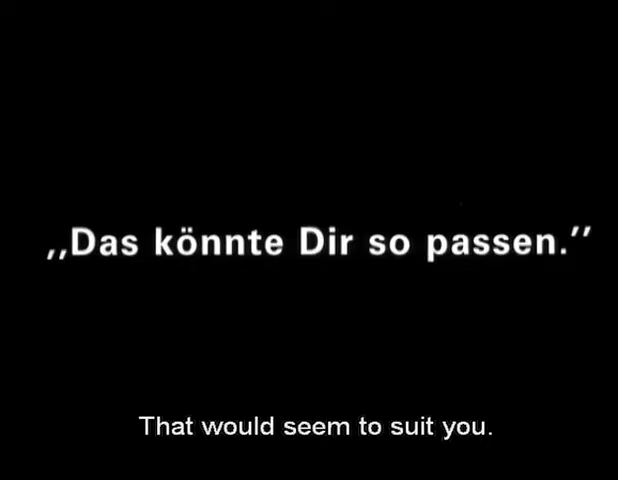 ,,Das könnte Dir so passen.’’
That would seem to suit you.